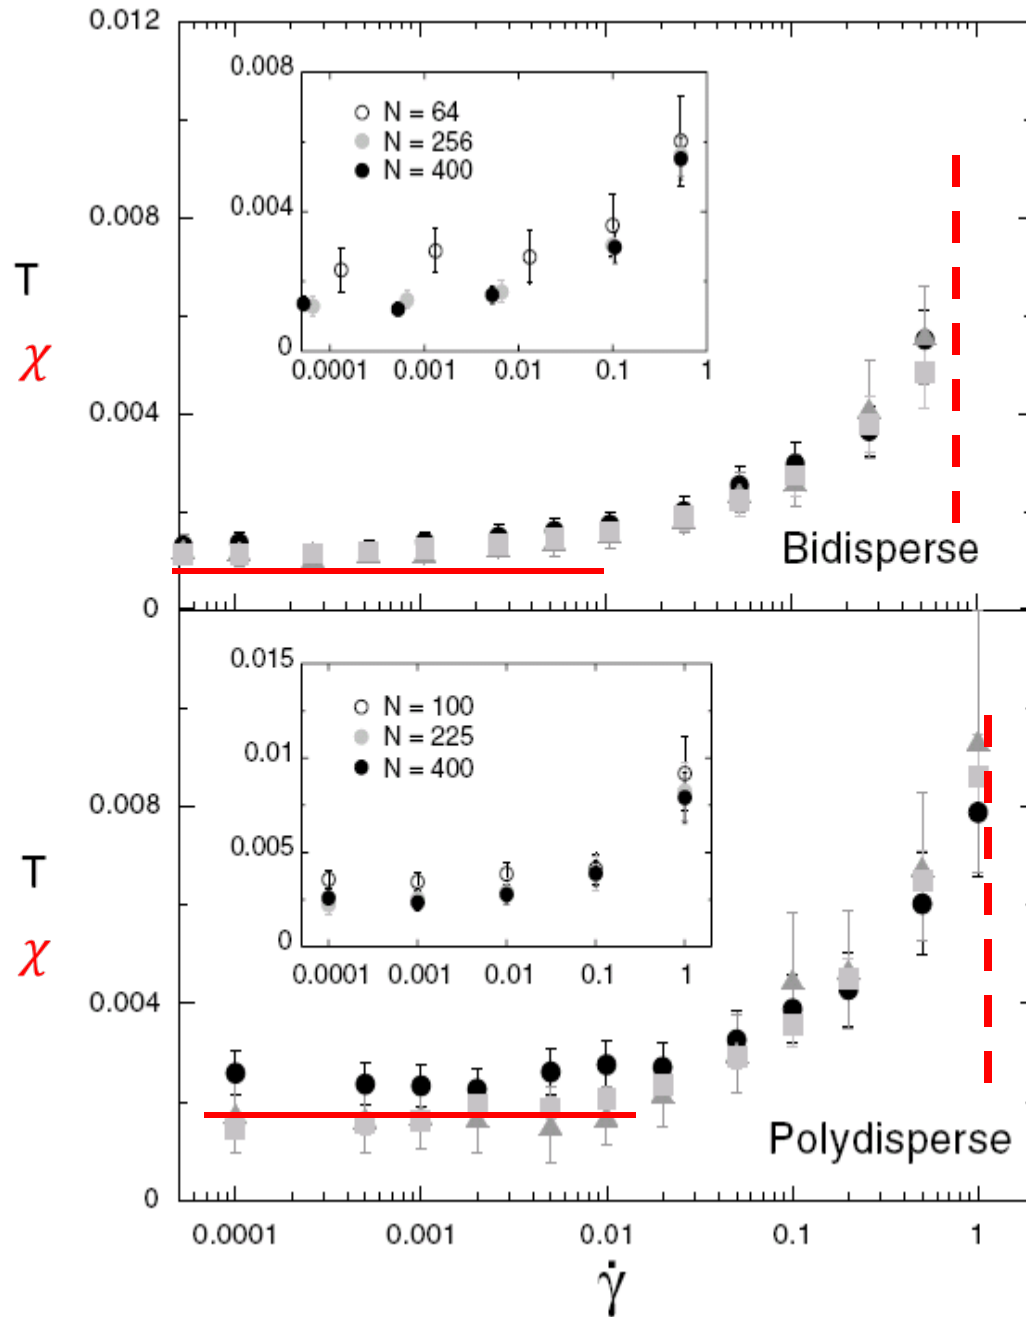 0.012
0.008
T
χ
0.004
0
0.008
0.004
0
N = 64
N = 256
N = 400
0.0001 0.001 0.01 0.1 1
Bidisperse
0.008
T
χ
0.004
0
0.015
0.01
0.005
0
N = 100
N = 225
N = 400
0.0001 0.001 0.01 0.1 1
Polydisperse
0.0001 0.001 0.01 0.1 1
γ̇